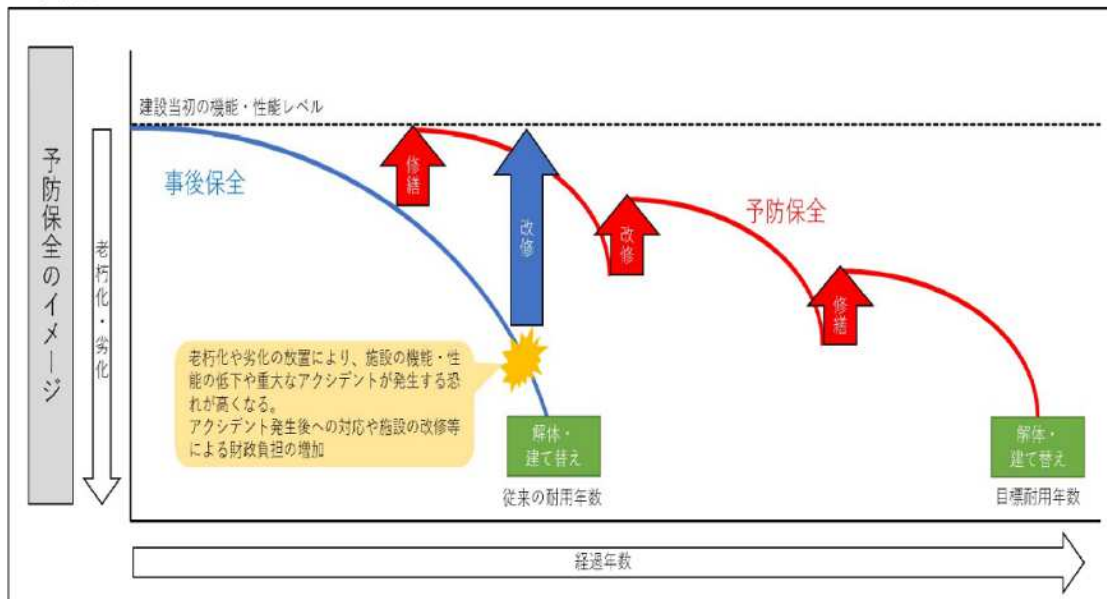 予防保全のイメージ
老朽化・劣化
建設当初の機能・性能レベル
事後保全
修繕
改修
改修
予防保全
修繕
老朽化や劣化の放置により、施設の機能・性
能の低下や重大なアクシデントが発生する恐
れが高くなる。
アクシデント発生後への対応や施設の改修等
による財政負担の増加
解体・
建て替え
従来の耐用年数
解体・
建て替え
目標耐用年数
経過年数